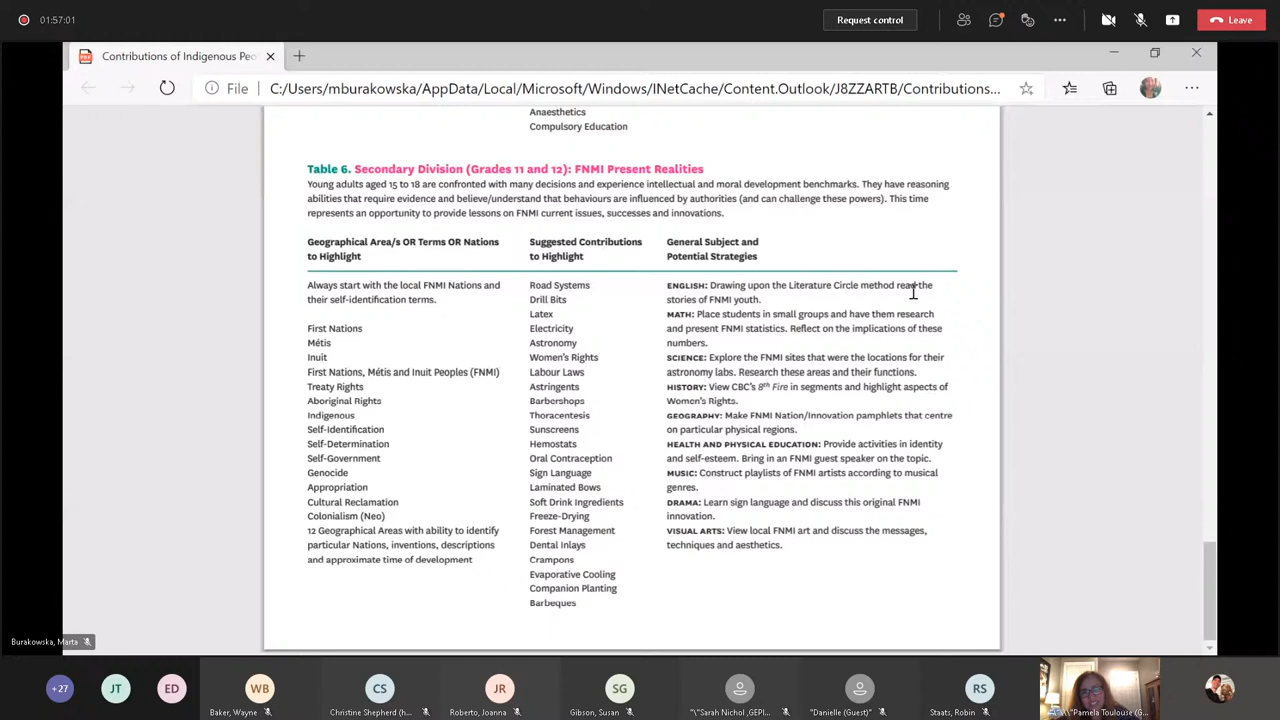 01:57:01
Request control
Leave
Contributions of Indigenous Peo
File
C:/Users/mburakowska/AppData/Local/Microsoft/Windows/INetCache/Content.Outlook/J8ZZARTB/Contributions...
Anaesthetics
Compulsory Education
Table 6. Secondary Division (Grades 11 and 12): FNMI Present Realities
Young adults aged 15 to 18 are confronted with many decisions and experience intellectual and moral development benchmarks. They have reasoning
abilities that require evidence and believe/understand that behaviours are influenced by authorities (and can challenge these powers). This time
represents an opportunity to provide lessons on FNMI current issues, successes and innovations.
Geographical Area/s OR Terms OR Nations
to Highlight
Always start with the local FNMI Nations and
their self-identification terms.
First Nations
Métis
Inuit
First Nations, Métis and Inuit Peoples (FNMI)
Treaty Rights
Aboriginal Rights
Indigenous
Self-Identification
Self-Determination
Self-Government
Genocide
Appropriation
Cultural Reclamation
Colonialism (Neo)
12 Geographical Areas with ability to identify
particular Nations, inventions, descriptions
and approximate time of development
Suggested Contributions
to Highlight
Road Systems
Drill Bits
Latex
Electricity
Astronomy
Women's Rights
Labour Laws
Astringents
Barbershops
Thoracentesis
Sunscreens
Hemostats
Oral Contraception
Sign Language
Laminated Bows
Soft Drink Ingredients
Freeze-Drying
Forest Management
Dental Inlays
Crampons
Evaporative Cooling
Companion Planting
Barbeques
General Subject and
Potential Strategies
ENGLISH: Drawing upon the Literature Circle method read the
stories of FNMI youth.
MATH: Place students in small groups and have them research
and present FNMI statistics. Reflect on the implications of these
numbers.
SCIENCE: Explore the FNMI sites that were the locations for their
astronomy labs. Research these areas and their functions.
HISTORY: View CBC's 8th Fire in segments and highlight aspects of
Women's Rights.
GEOGRAPHY: Make FNMI Nation/Innovation pamphlets that centre
on particular physical regions.
HEALTH AND PHYSICAL EDUCATION: Provide activities in identity
and self-esteem. Bring in an FNMI guest speaker on the topic.
MUSIC: Construct playlists of FNMI artists according to musical
genres.
DRAMA: Learn sign language and discuss this original FNMI
innovation.
VISUAL ARTS: View local FNMI art and discuss the messages,
techniques and aesthetics.
Burakowska, Marta
+27
JT
ED
WB
CS
JR
SG
RS
Baker, Wayne
Christine Shepherd (h...
Roberto, Joanna
Gibson, Susan
"\"Sarah Nichol ,GEPI...
"Danielle (Guest)"
Staats, Robin
"\"Pamela Toulouse (G...